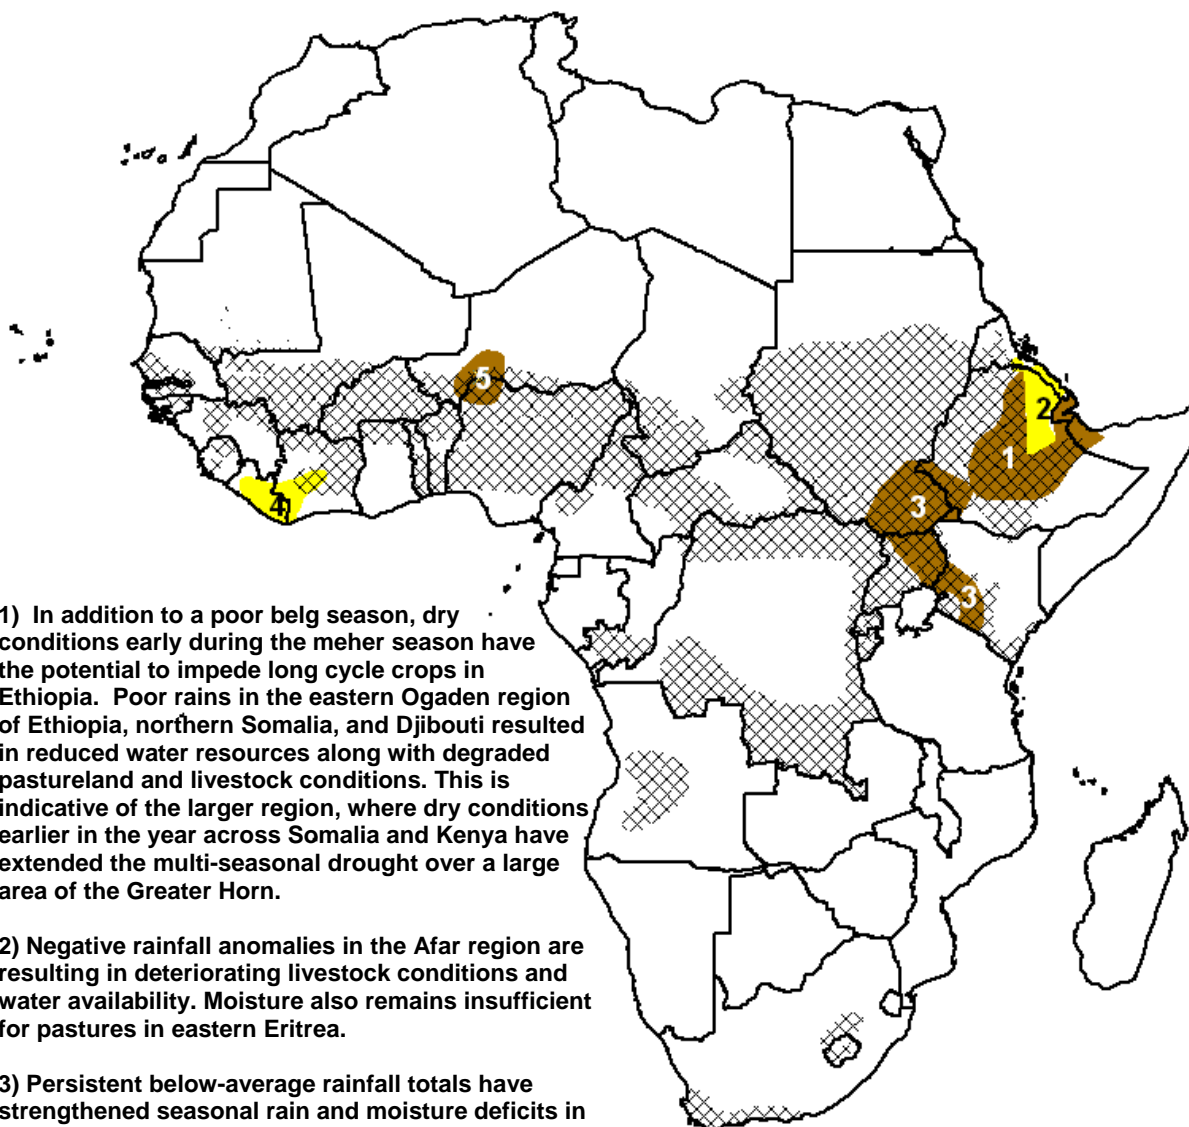 5
2
1
3
4
3
1) In addition to a poor belg season, dry
conditions early during the meher season have
the potential to impede long cycle crops in
Ethiopia. Poor rains in the eastern Ogaden region
of Ethiopia, northern Somalia, and Djibouti resulted
in reduced water resources along with degraded
pastureland and livestock conditions. This is
indicative of the larger region, where dry conditions
earlier in the year across Somalia and Kenya have
extended the multi-seasonal drought over a large
area of the Greater Horn.
2) Negative rainfall anomalies in the Afar region are
resulting in deteriorating livestock conditions and
water availability. Moisture also remains insufficient
for pastures in eastern Eritrea.
3) Persistent below-average rainfall totals have
strengthened seasonal rain and moisture deficits in